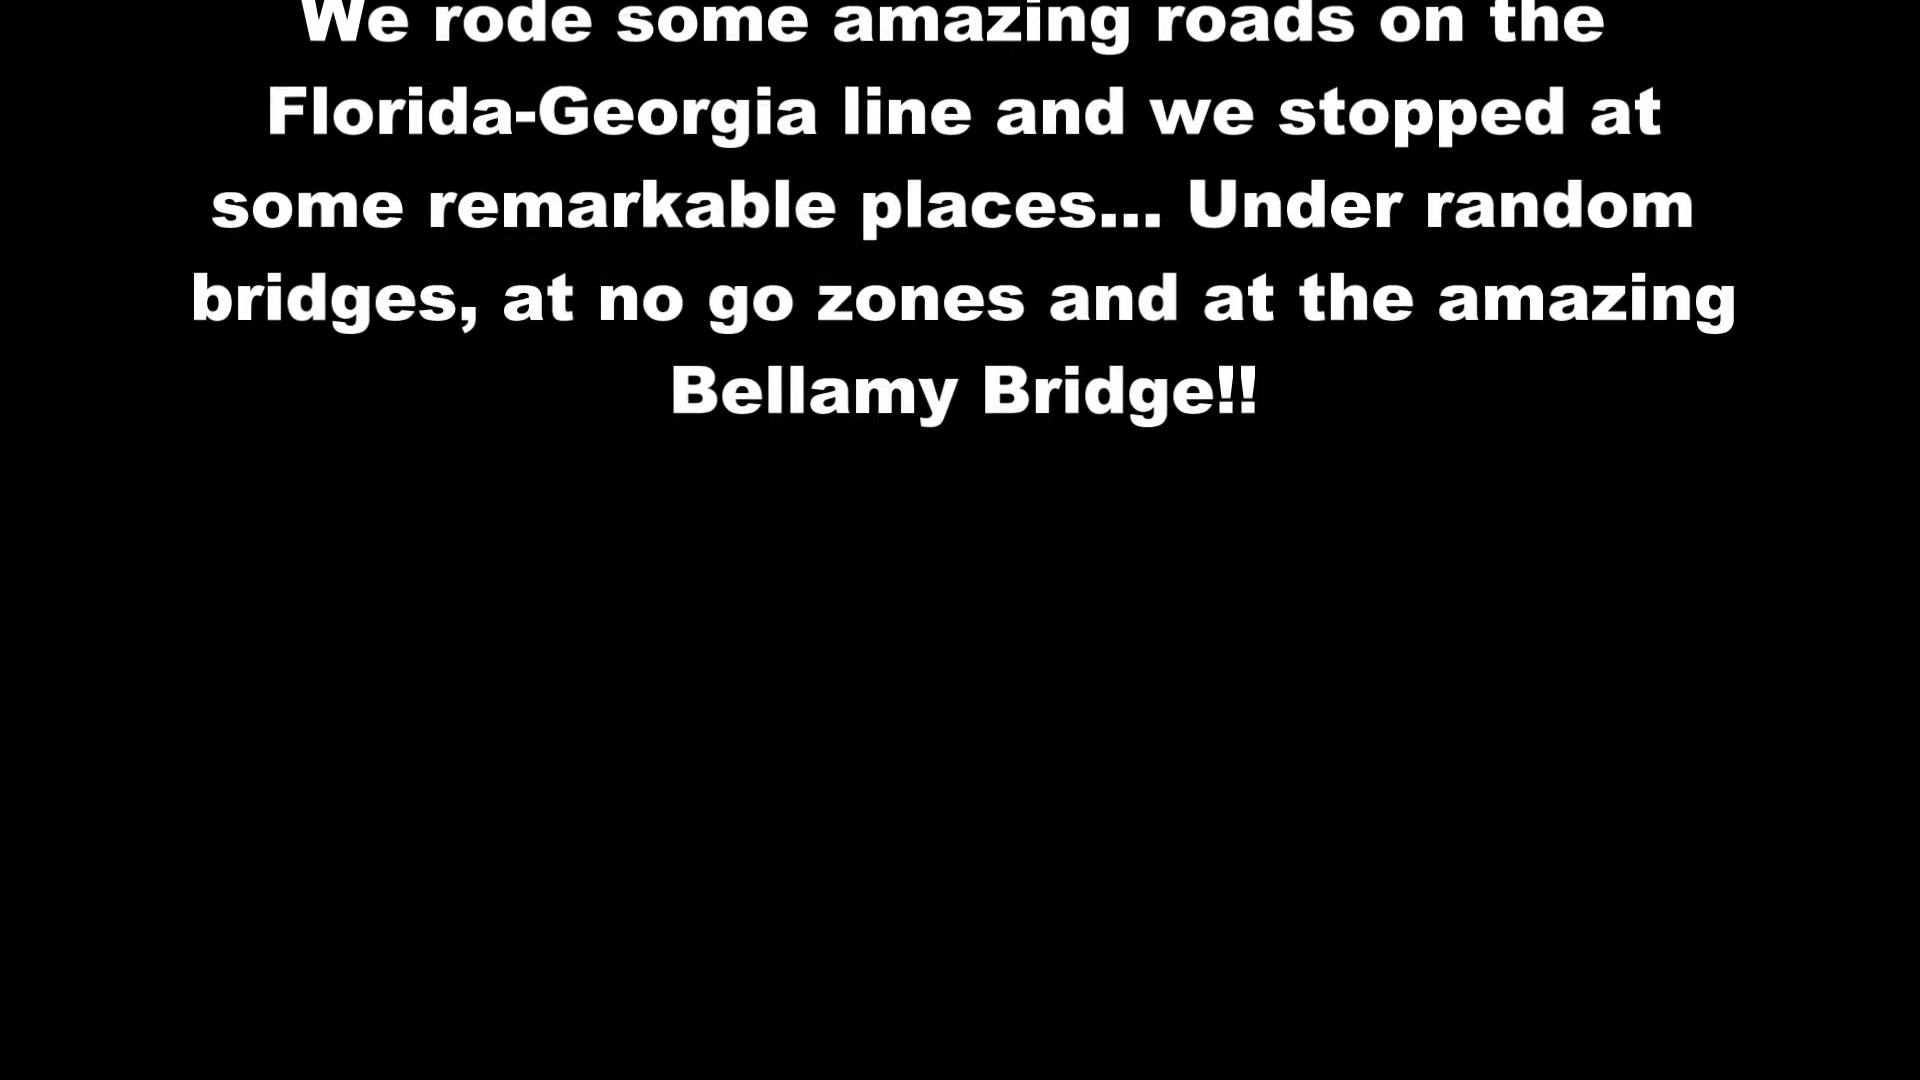 We rode some amazing roads on the
Florida-Georgia line and we stopped at
some remarkable places... Under random
bridges, at no go zones and at the amazing
Bellamy Bridge!!